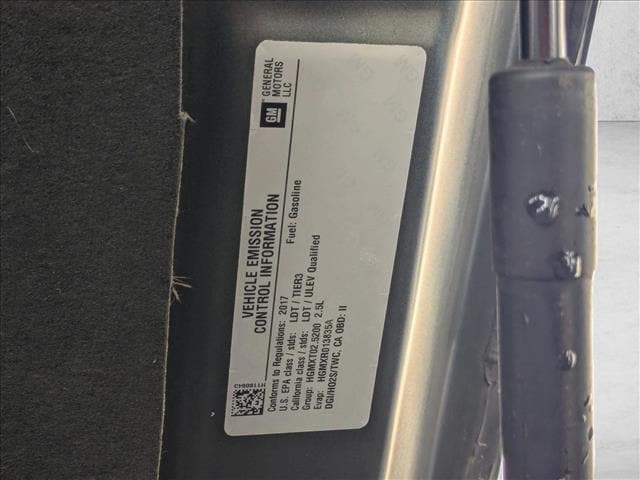 GM
GENERAL
MOTORS
LLC
VEHICLE EMISSION
CONTROL INFORMATION
Conforms to Regulations: 2017 Fuel: Gasoline
U.S. EPA class / stds: LDT / TIER3
California class / stds: LDT / ULEV Qualified
Group: HGMXT02.5200 2.5L
Evap: HGMXR013835A
DGI/HO2S/TWC, CA OBD: II